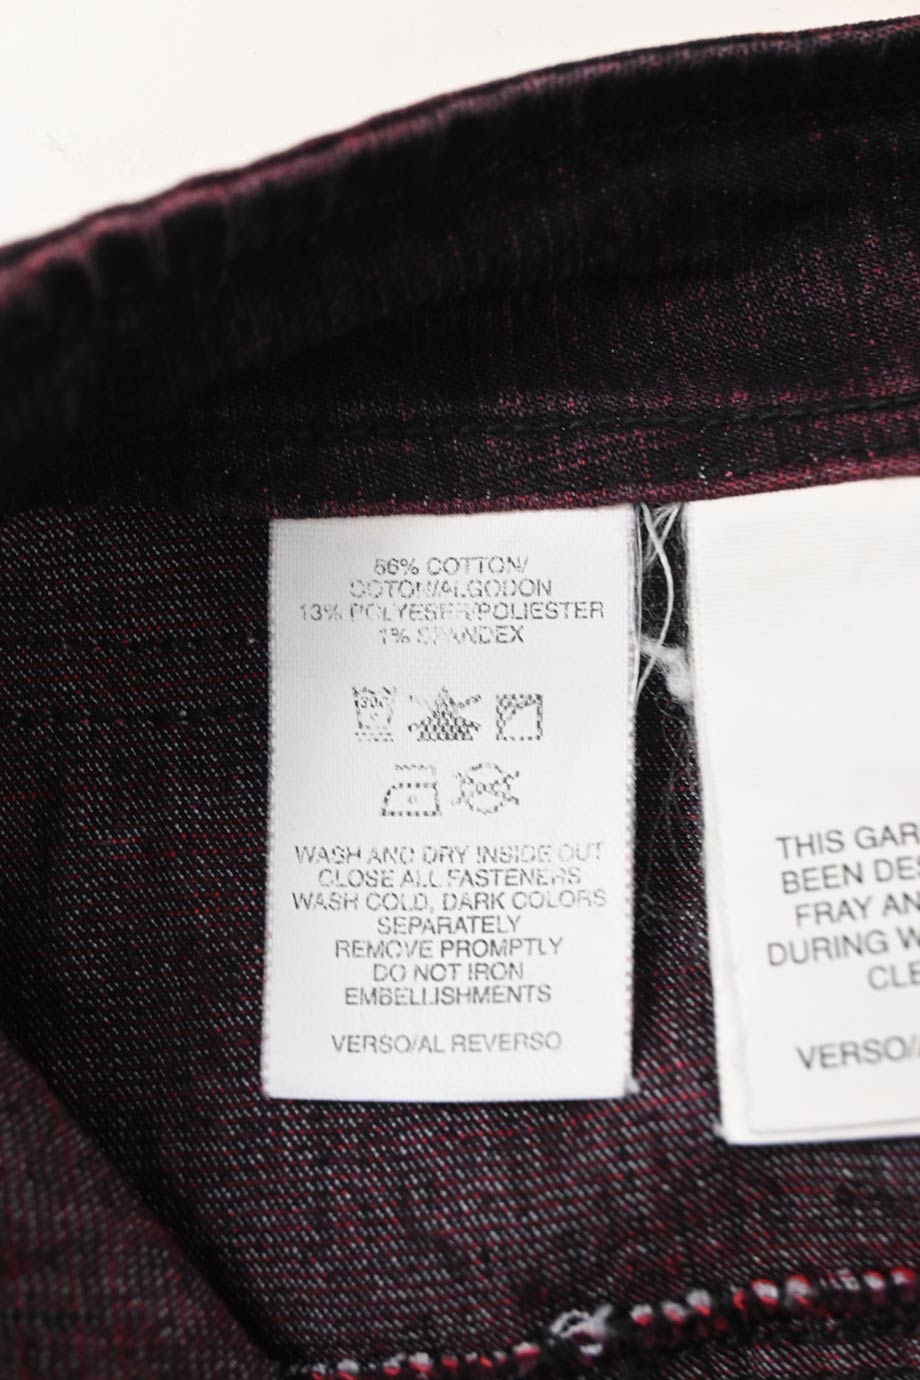 COTTON/
COTON/ALGODON
13% POLYESER/POLIESTER
1% SPANDEX
WASH AND DRY INSIDE OUT
CLOSE ALL FASTENERS
WASH COLD, DARK COLORS
SEPARATELY
REMOVE PROMPTLY
DO NOT IRON
EMBELLISHMENTS
VERSO/AL REVERSO
THIS GAR
BEEN DES
FRAY AN
DURING W
CLE
VERSO/